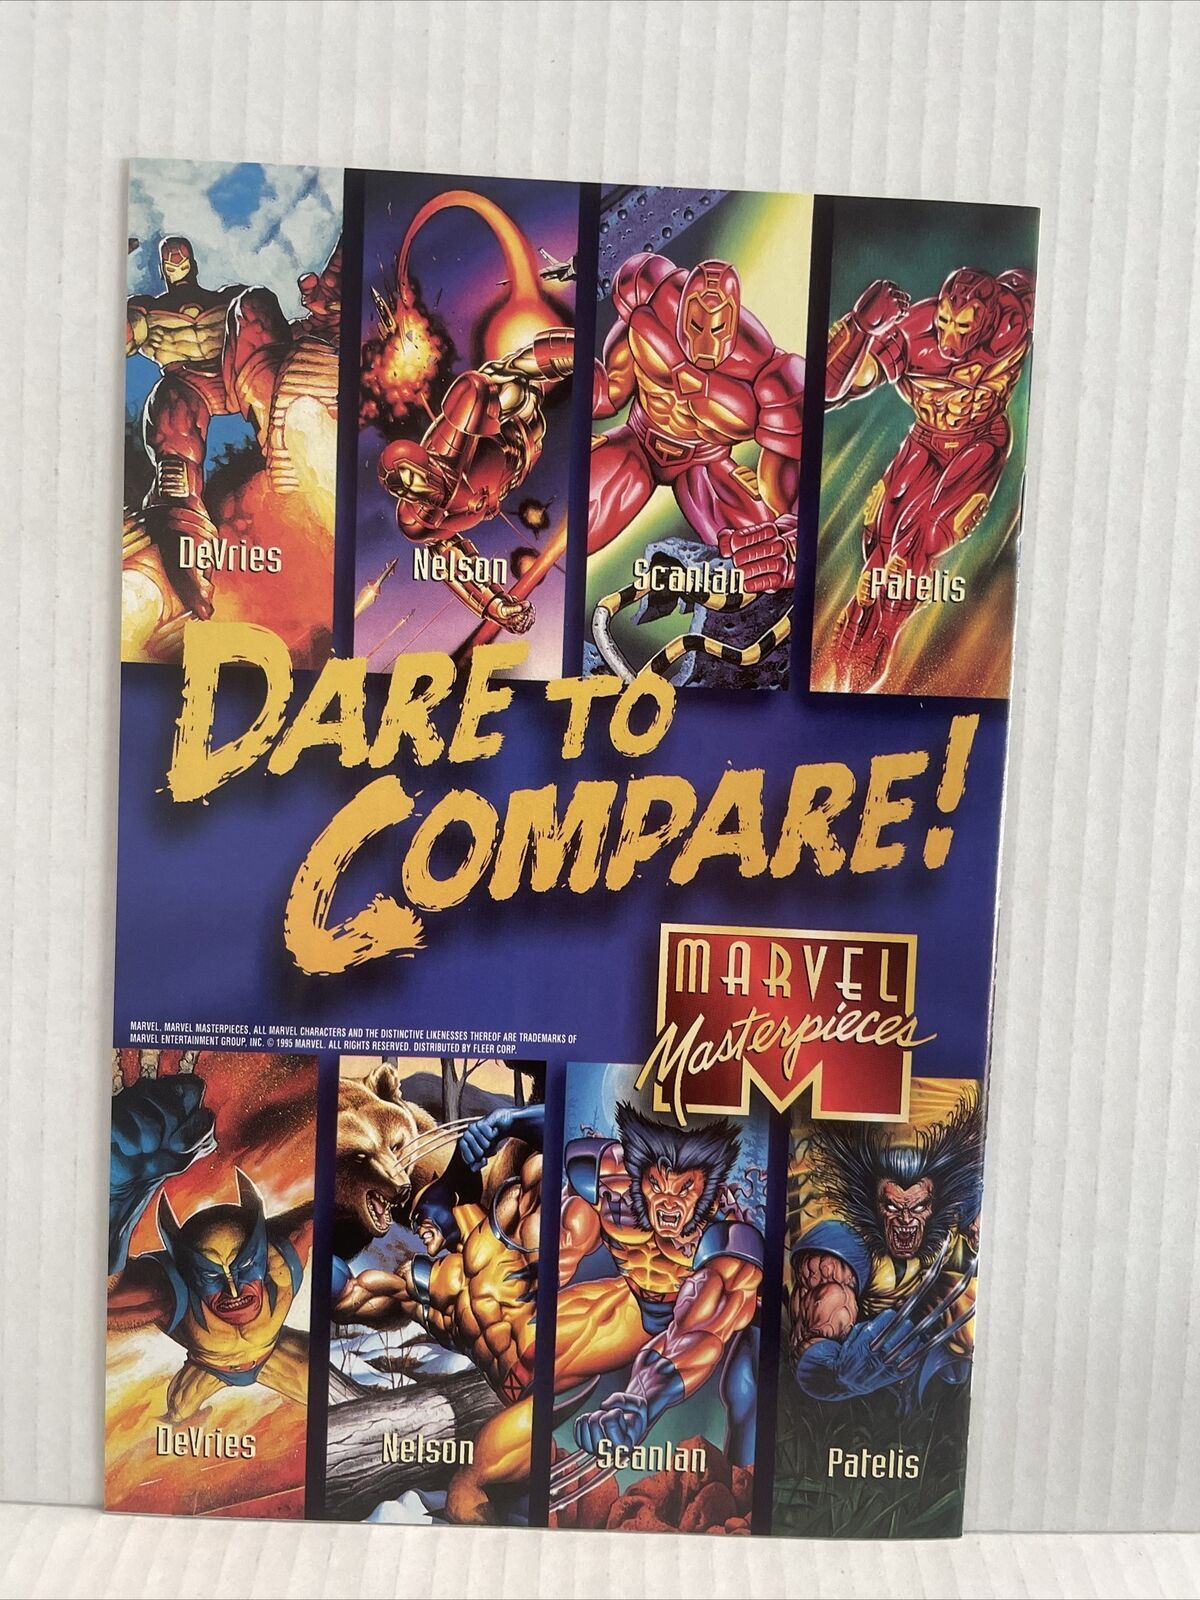 DeVries
Nelson
Scanlan
Patelis
DARE TO
COMPARE!
MARVEL
Masterpieces
MARVEL, MARVEL MASTERPIECES, ALL MARVEL CHARACTERS AND THE DISTINCTIVE LIKENESSES THEREOF ARE TRADEMARKS OF
MARVEL ENTERTAINMENT GROUP, INC. © 1995 MARVEL. ALL RIGHTS RESERVED. DISTRIBUTED BY FLEER CORP.
DeVries
Nelson
Scanlan
Patelis